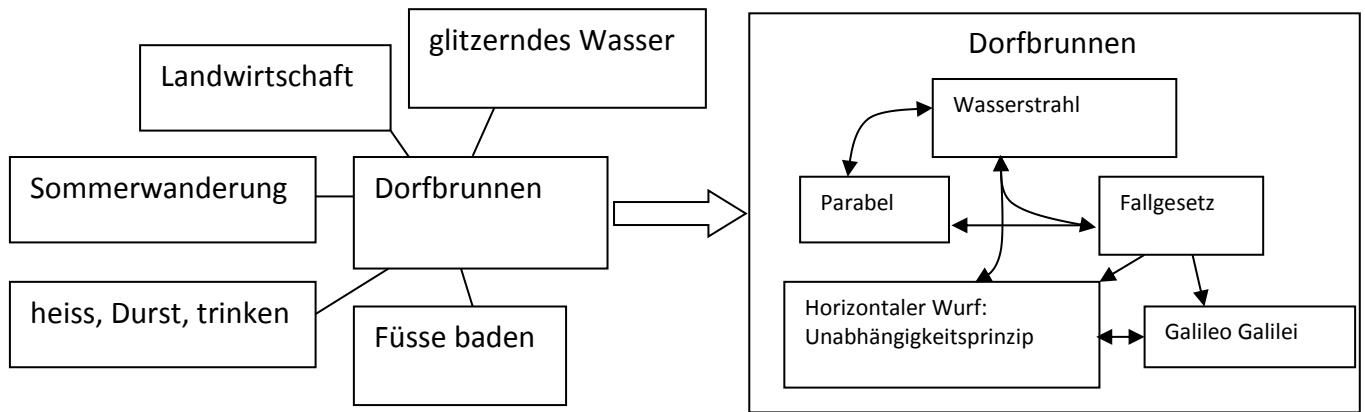 glitzerndes Wasser
Landwirtschaft
Sommerwanderung
Dorfbrunnen
heiss, Durst, trinken
Füsse baden
Dorfbrunnen
Wasserstrahl
Parabel
Fallgesetz
Horizontaler Wurf:
Unabhängigkeitsprinzip
Galileo Galilei